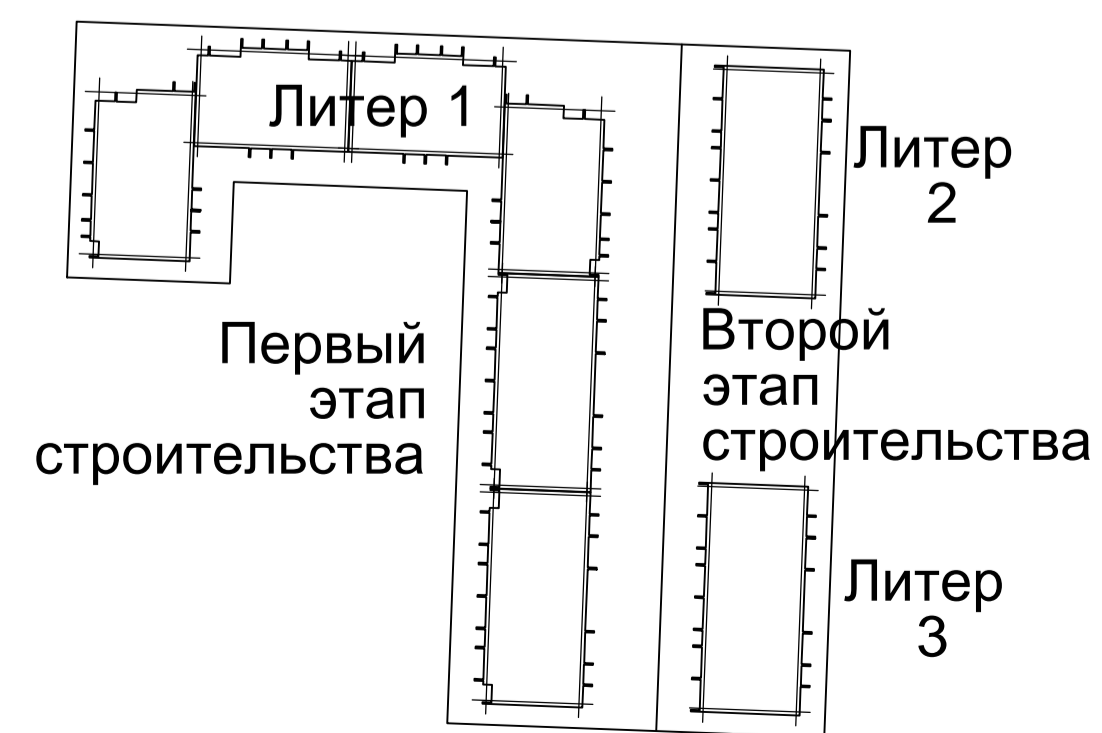 Литер 1
Литер
2
Первый
этап
строительства
Второй
этап
строительства
Литер
3